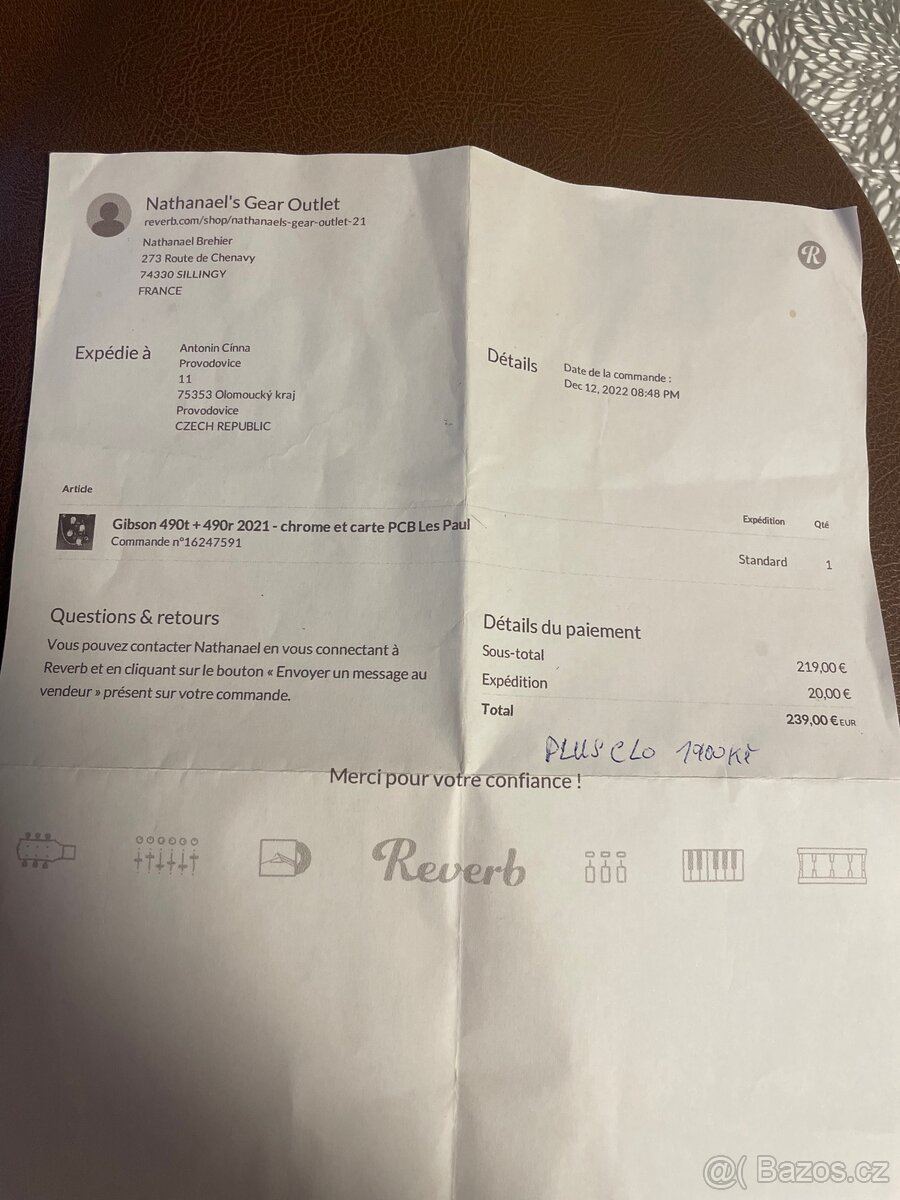 Nathanael's Gear Outlet
reverb.com/shop/nathanaels-gear-outlet-21
Nathanael Brehier
273 Route de Chenavy
74330 SILLINGY
FRANCE
R
Expédie à
Antonin Cinna
Provodovice
11
75353 Olomoucký kraj
Provodovice
CZECH REPUBLIC
Détails
Date de la commande :
Dec 12, 2022 08:48 PM
Article
Expédition
Qté
Gibson 490t + 490r 2021 - chrome et carte PCB Les Paul
Commande n°16247591
Standard
1
Questions & retours
Vous pouvez contacter Nathanael en vous connectant à
Reverb et en cliquant sur le bouton « Envoyer un message au
vendeur » présent sur votre commande.
Détails du paiement
Sous-total 219,00 €
Expédition 20,00 €
Total 239,00 € EUR
PLUS CLO 1900 Kč
Merci pour votre confiance !
Reverb
@( Bazos.cz